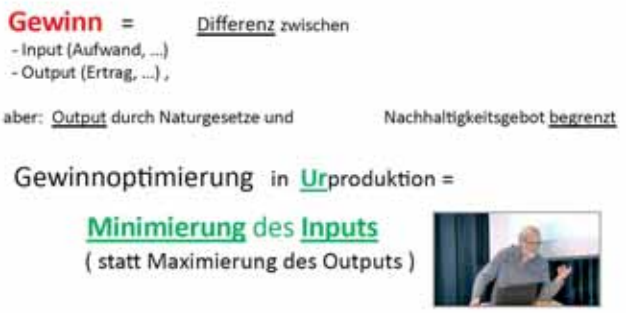 Gewinn = Differenz zwischen
- Input (Aufwand, ...)
- Output (Ertrag, ...) ,
aber: Output durch Naturgesetze und Nachhaltigkeitsgebot begrenzt
Gewinnoptimierung in Urproduktion =
Minimierung des Inputs
( statt Maximierung des Outputs )